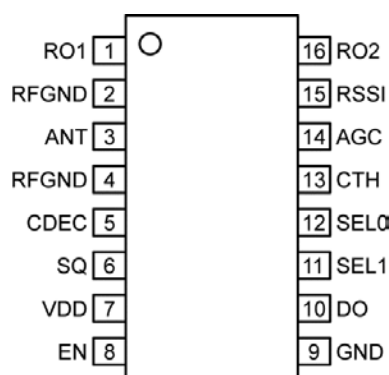 RO1 1 16 RO2
RFGND 2 15 RSSI
ANT 3 14 AGC
RFGND 4 13 CTH
CDEC 5 12 SEL0
SQ 6 11 SEL1
VDD 7 10 DO
EN 8 9 GND